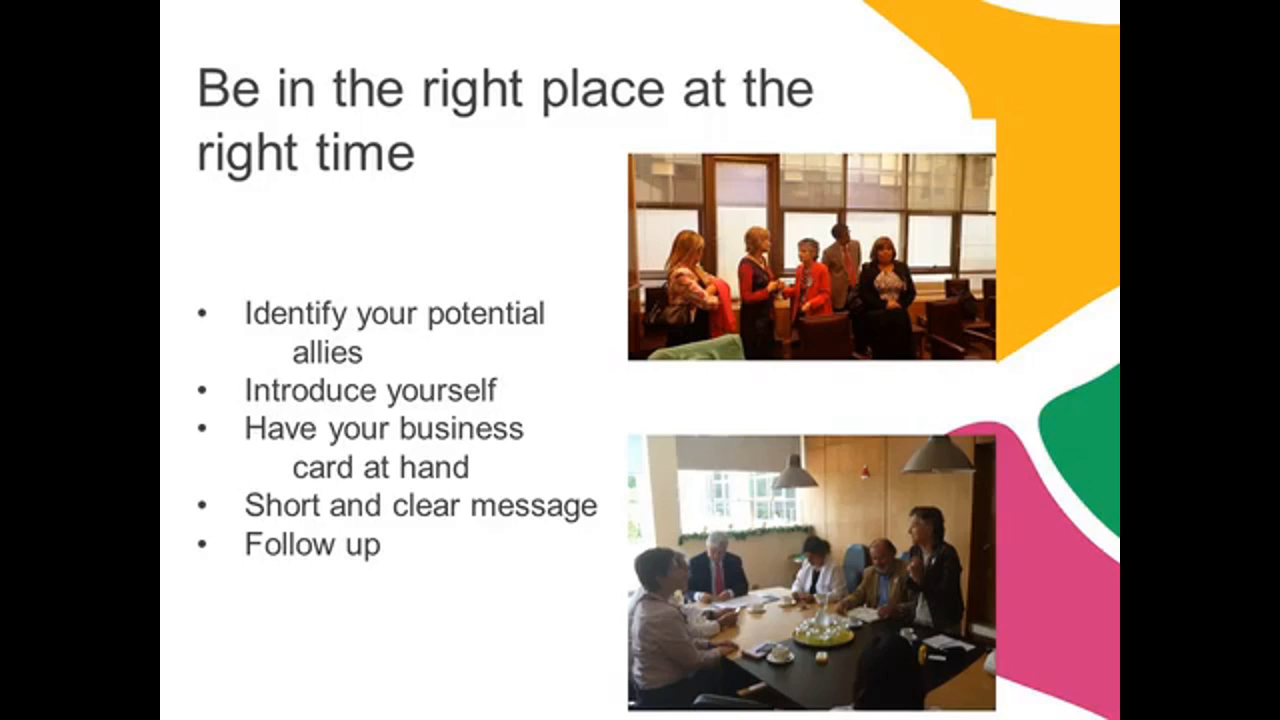 Be in the right place at the
right time
• Identify your potential
allies
• Introduce yourself
• Have your business
card at hand
• Short and clear message
• Follow up